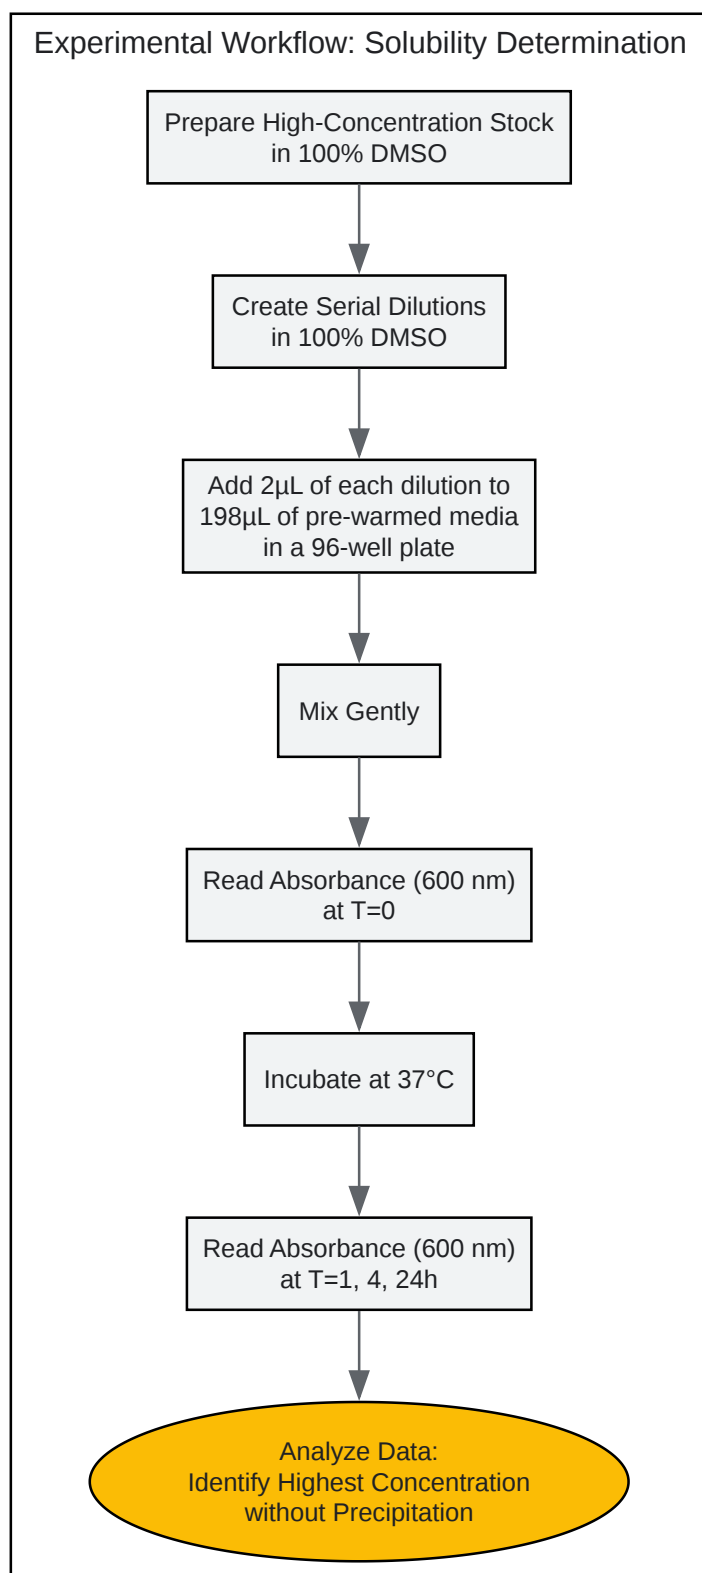 Experimental Workflow: Solubility Determination
Prepare High-Concentration Stock
in 100% DMSO
Create Serial Dilutions
in 100% DMSO
Add 2µL of each dilution to
198µL of pre-warmed media
in a 96-well plate
Mix Gently
Read Absorbance (600 nm)
at T=0
Incubate at 37°C
Read Absorbance (600 nm)
at T=1, 4, 24h
Analyze Data:
Identify Highest Concentration
without Precipitation